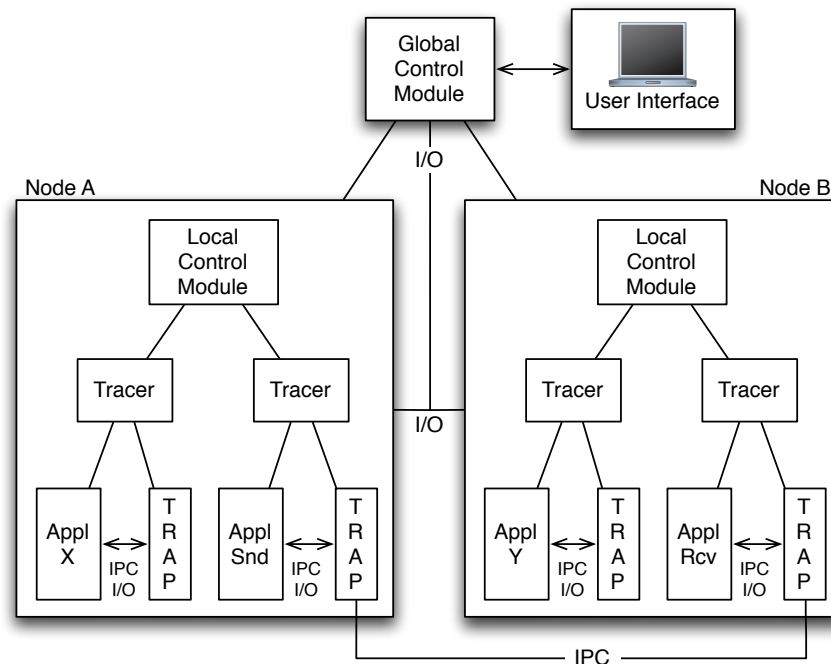 Global
Control
Module
User Interface
I/O
Node A
Node B
Local
Control
Module
Local
Control
Module
Tracer
Tracer
Tracer
Tracer
I/O
Appl
X
IPC
I/O
T
R
A
P
Appl
Snd
IPC
I/O
T
R
A
P
Appl
Y
IPC
I/O
T
R
A
P
Appl
Rcv
IPC
I/O
T
R
A
P
IPC